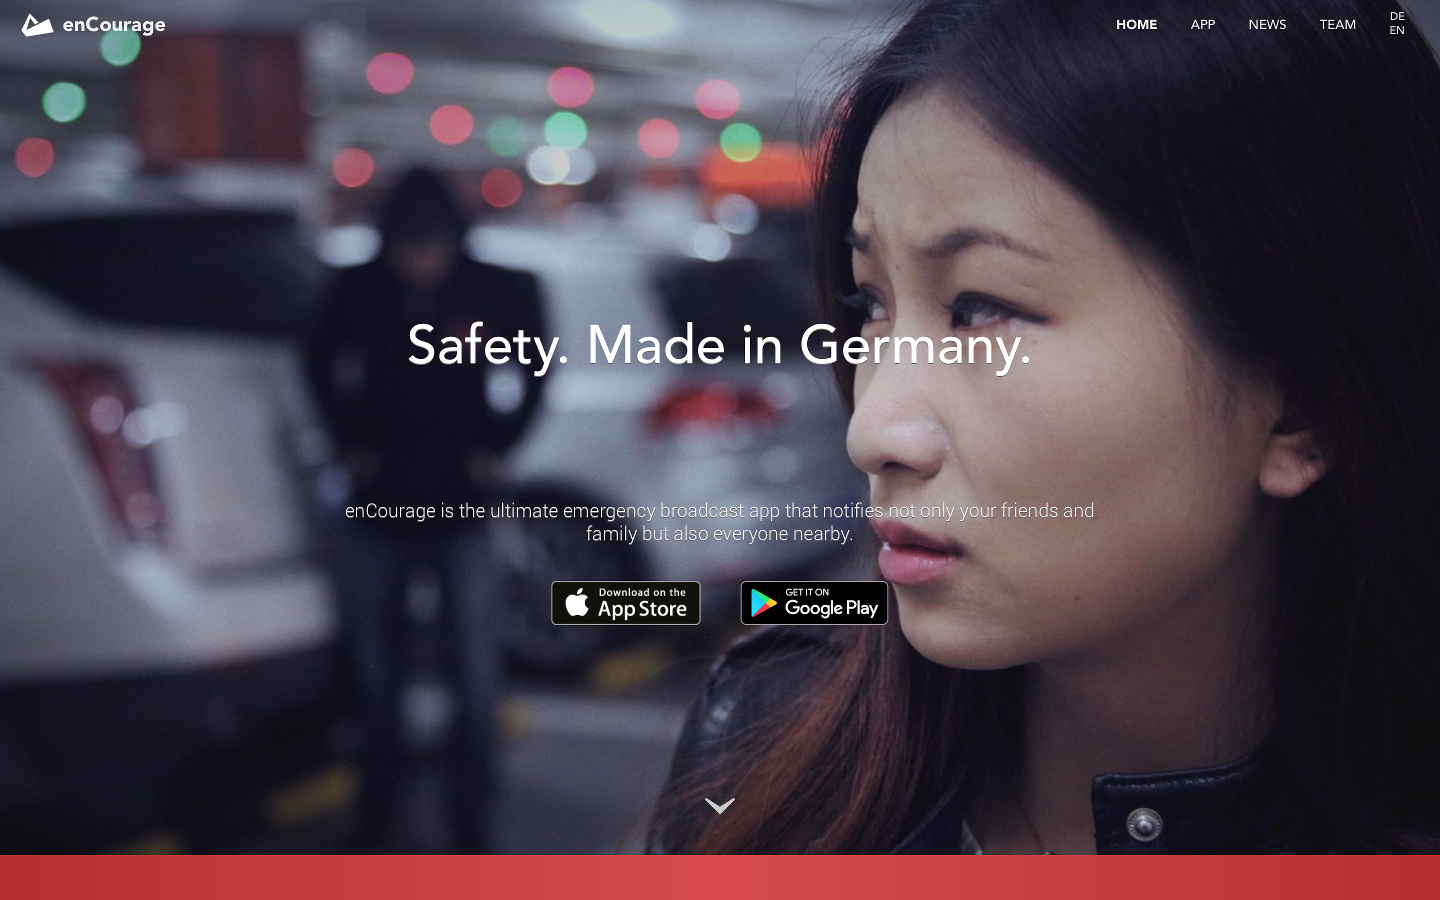 enCourage
HOME
APP
NEWS
TEAM
DE
EN
Safety. Made in Germany.
enCourage is the ultimate emergency broadcast app that notifies not only your friends and
family but also everyone nearby.
Download on the
App Store
GET IT ON
Google Play